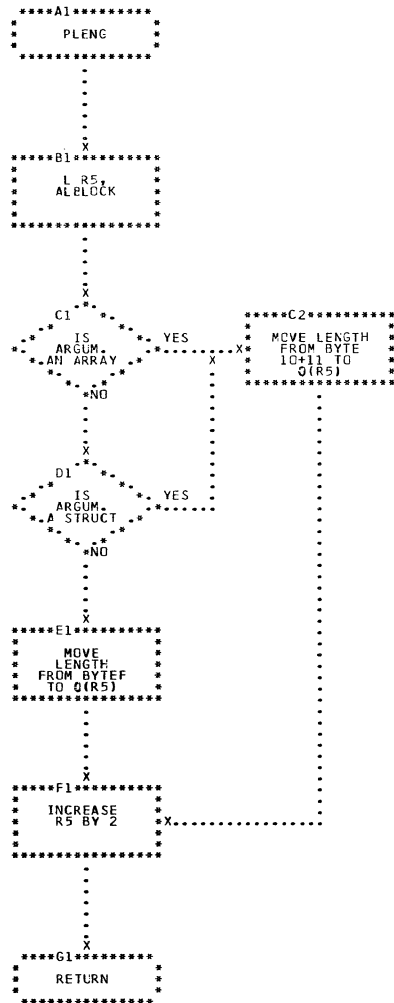 A1
PLENG
B1
L R5,
ALBLOCK
C1
IS
ARGUM.
AN ARRAY
YES
NO
C2
MOVE LENGTH
FROM BYTE
10+11 TO
0(R5)
D1
IS
ARGUM.
A STRUCT
YES
NO
E1
MOVE
LENGTH
FROM BYTEF
TO 0(R5)
F1
INCREASE
R5 BY 2
G1
RETURN